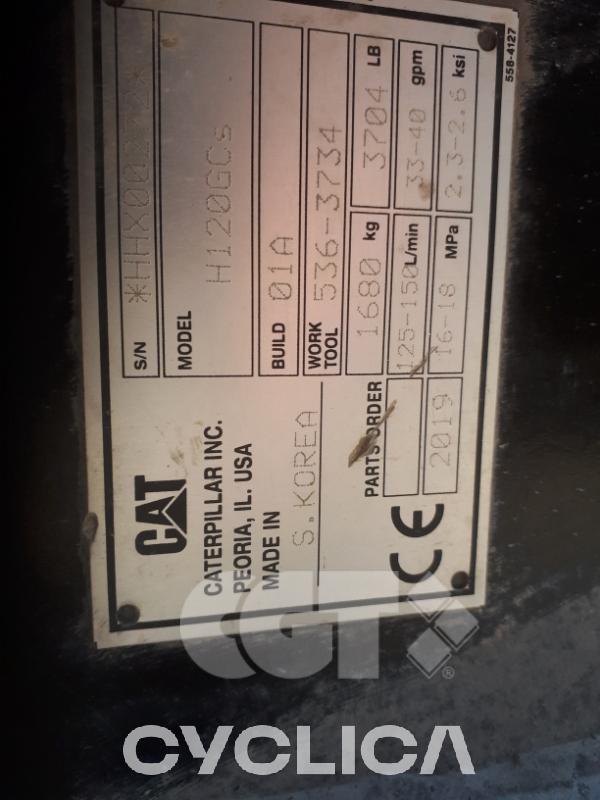 CAT
CATERPILLAR INC.
PEORIA, IL. USA
MADE IN
S.KOREA
S/N
MODEL H120GCs
BUILD 01A
WORK TOOL 536-3734
1680 kg 3704 LB
PARTS ORDER 125-150 L/min 33-40 gpm
2019 16-18 MPa 2.3-2.6 ksi
CE
558-4127
CGT ®
CYCLICA